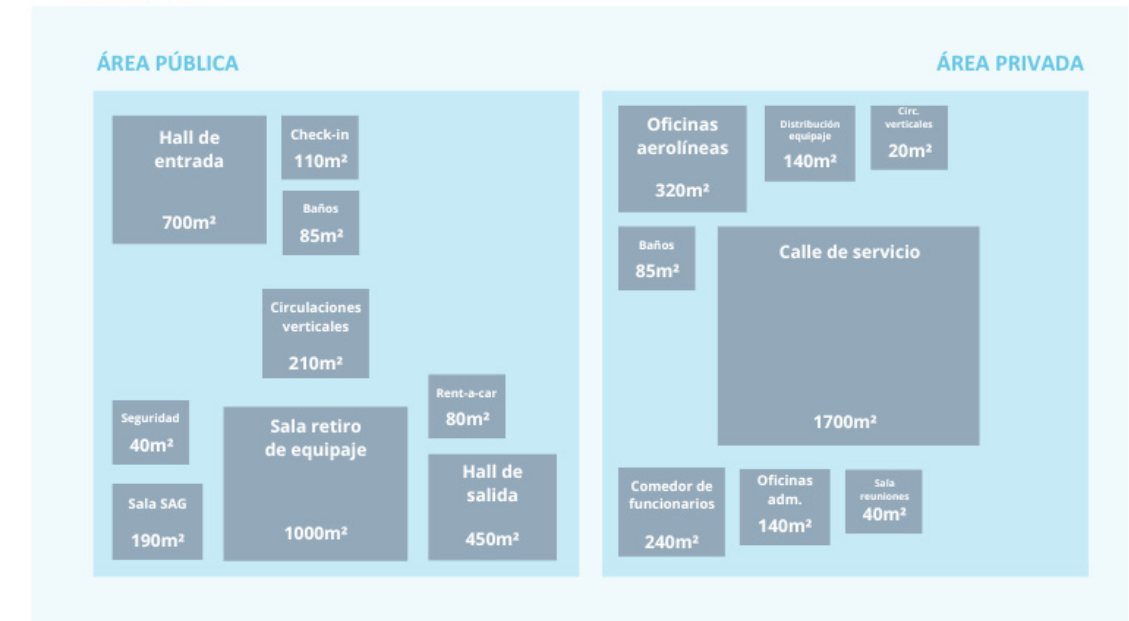 ÁREA PÚBLICA
Hall de
entrada
700m²
Check-in
110m²
Baños
85m²
Circulaciones
verticales
210m²
Seguridad
40m²
Sala SAG
190m²
Sala retiro
de equipaje
1000m²
Rent-a-car
80m²
Hall de
salida
450m²
ÁREA PRIVADA
Oficinas
aerolíneas
320m²
Distribución
equipaje
140m²
Circ.
verticales
20m²
Baños
85m²
Calle de servicio
1700m²
Comedor de
funcionarios
240m²
Oficinas
adm.
140m²
Sala
reuniones
40m²